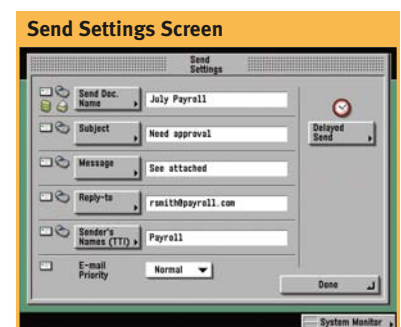 Send Settings Screen
Send
Settings
Send Doc.
Name
July Payroll
Subject
Need approval
Delayed
Send
Message
See attached
Reply-to
rsmith@payroll.com
Sender's
Names (TTI)
Payroll
E-mail
Priority
Normal
Done
System Monitor